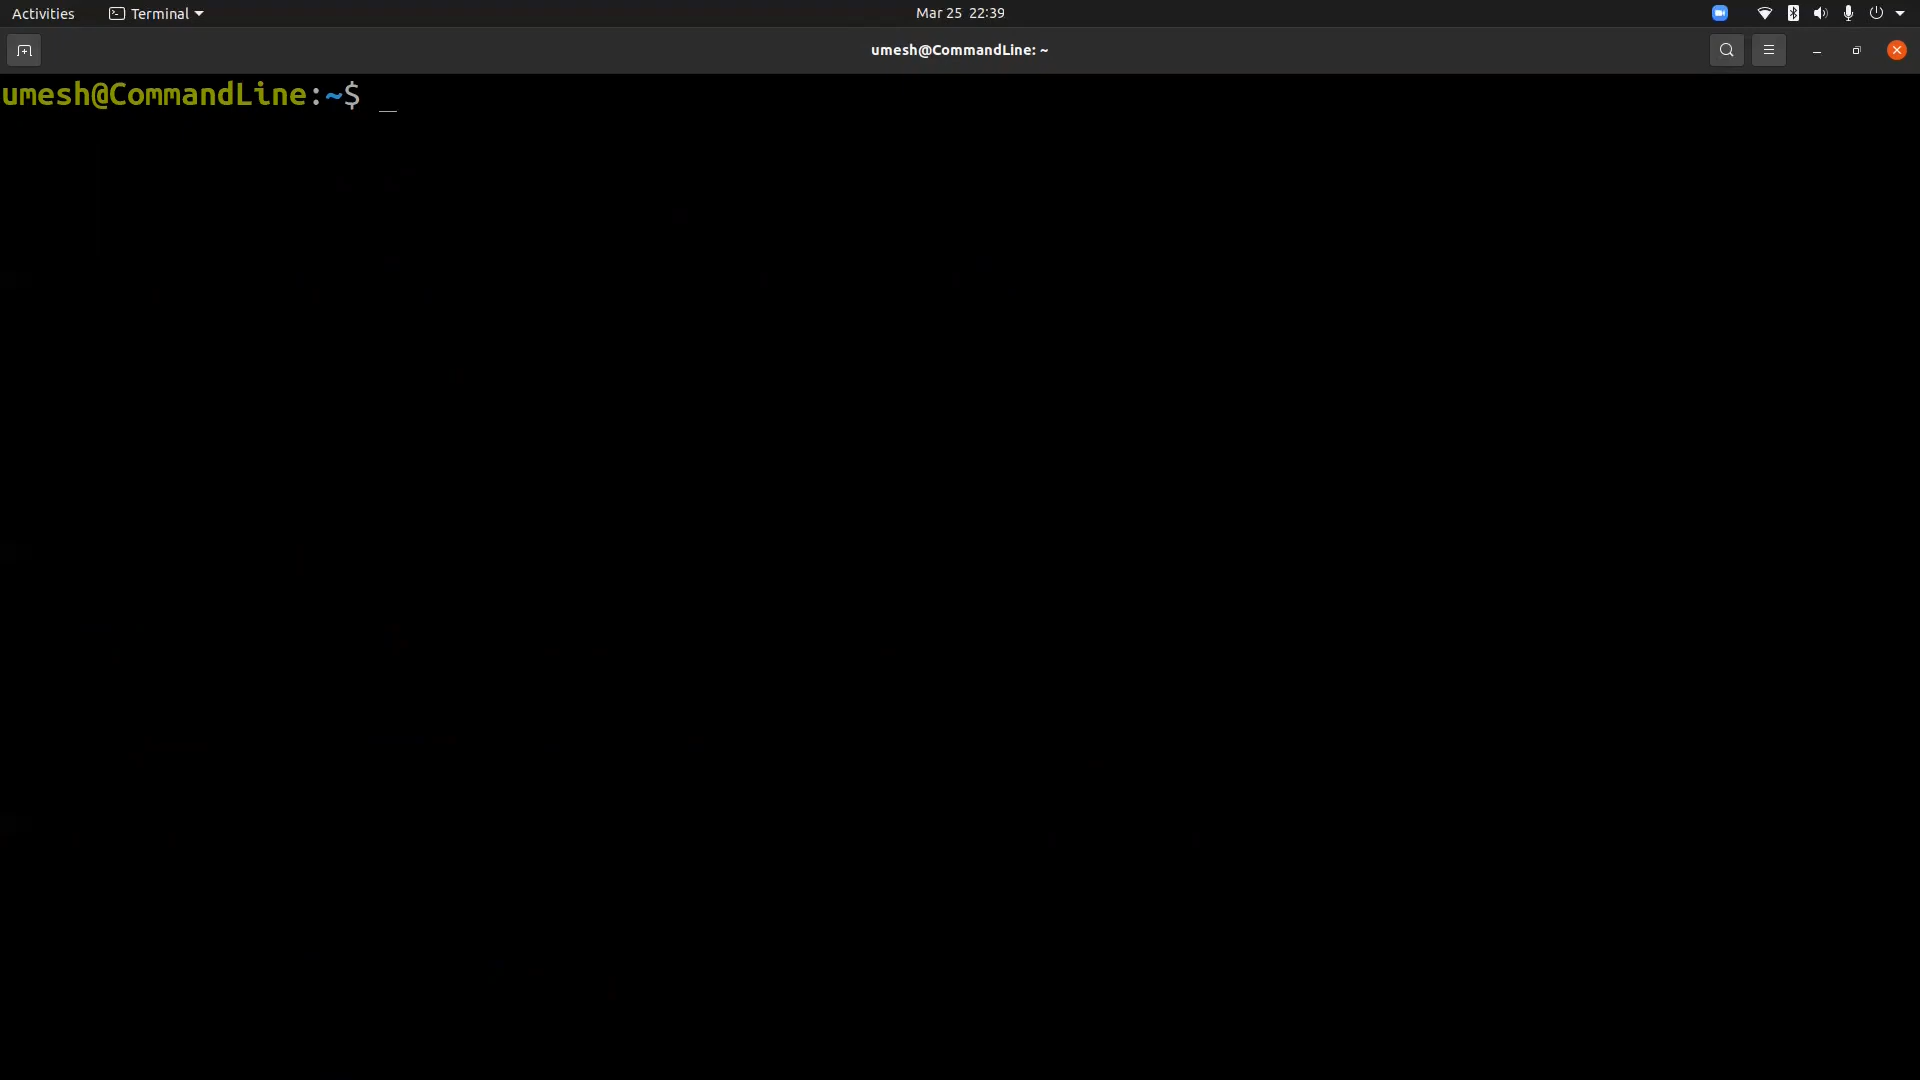 Activities Terminal Mar 25 22:39
umesh@CommandLine: ~
umesh@CommandLine:~$ _